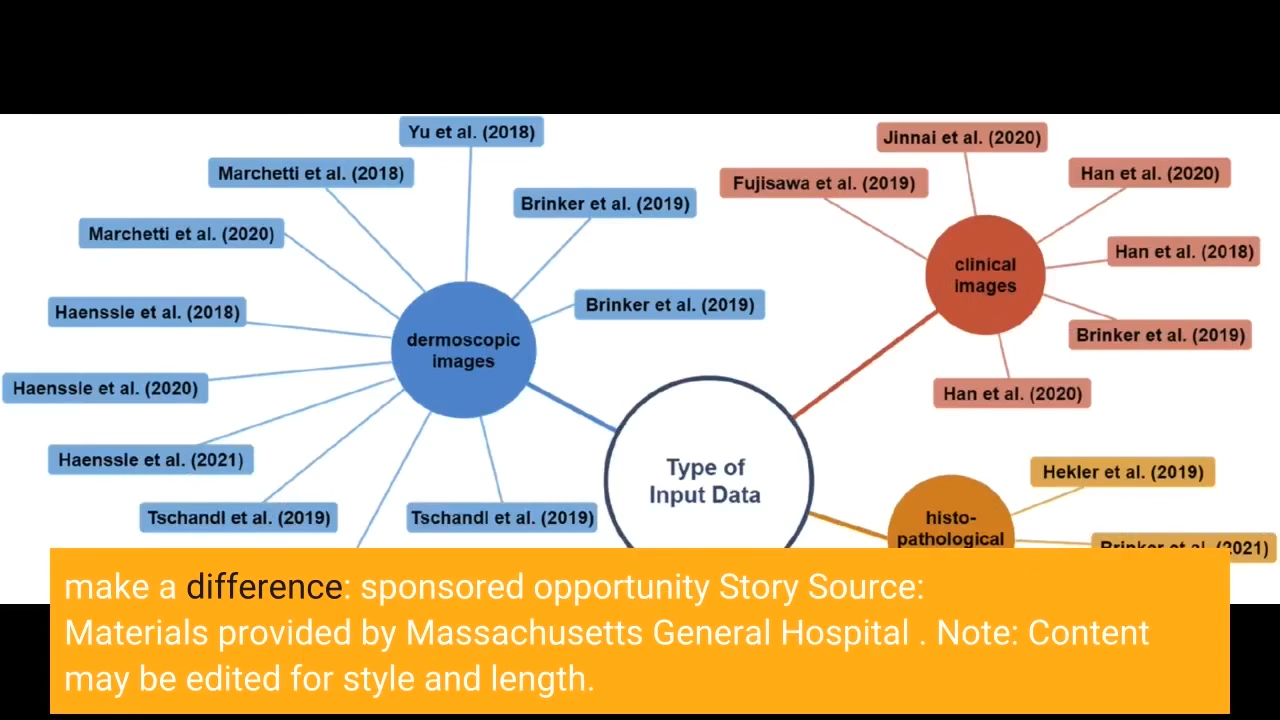 Yu et al. (2018)
Marchetti et al. (2018)
Brinker et al. (2019)
Marchetti et al. (2020)
Haenssle et al. (2018)
Brinker et al. (2019)
dermoscopic
images
Haenssle et al. (2020)
Haenssle et al. (2021)
Tschandl et al. (2019)
Tschandl et al. (2019)
Type of
Input Data
Jinnai et al. (2020)
Fujisawa et al. (2019)
Han et al. (2020)
clinical
images
Han et al. (2018)
Brinker et al. (2019)
Han et al. (2020)
Hekler et al. (2019)
histo-
pathological
Brinker et al. (2021)
make a difference: sponsored opportunity Story Source:
Materials provided by Massachusetts General Hospital . Note: Content
may be edited for style and length.